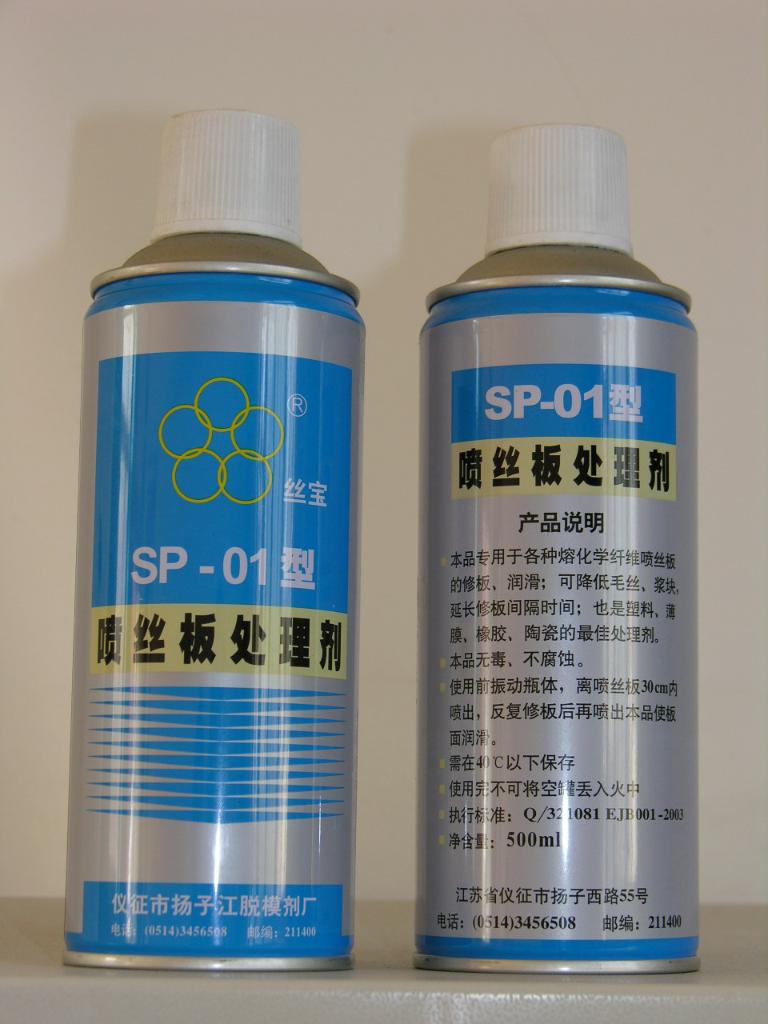 ®
丝宝
SP-01型
喷丝板处理剂
仪征市扬子江脱模剂厂
电话：(0514)3456508 邮编：211400
SP-01型
喷丝板处理剂
产品说明
本品专用于各种熔化学纤维喷丝板
的修板、润滑；可降低毛丝、浆块，
延长修板间隔时间；也是塑料、薄
膜、橡胶、陶瓷的最佳处理剂。
本品无毒、不腐蚀。
使用前振动瓶体，离喷丝板30cm内
喷出，反复修板后再喷出本品使板
面润滑。
需在40℃以下保存
使用完不可将空罐丢入火中
执行标准：Q/321081 EJB001-2003
净含量：500ml
江苏省仪征市扬子西路55号
电话：(0514)3456508 邮编：211400